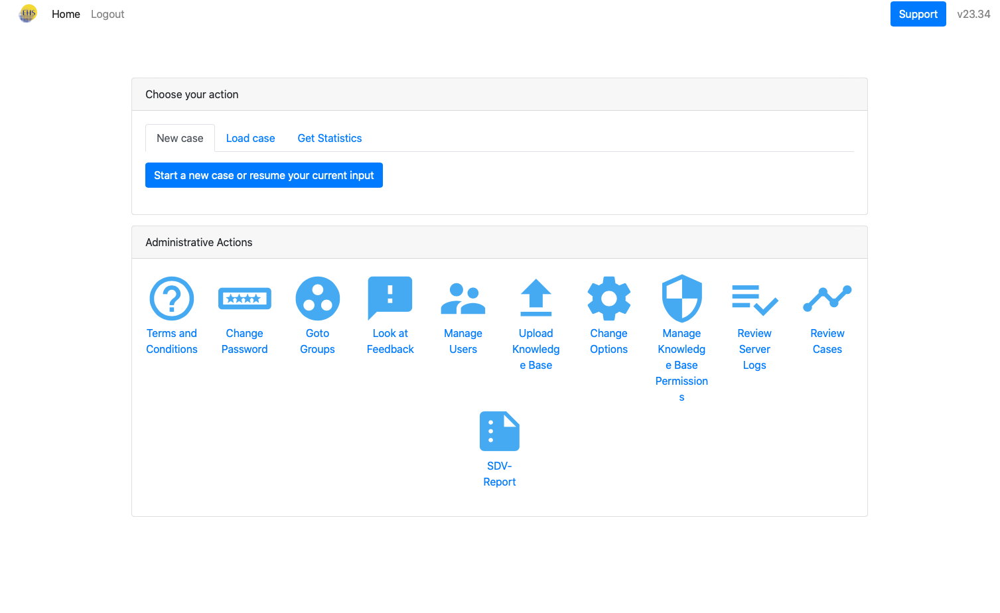 EHS Home Logout Support v23.34
Choose your action
New case Load case Get Statistics
Start a new case or resume your current input
Administrative Actions
Terms and
Conditions
Change
Password
Goto
Groups
Look at
Feedback
Manage
Users
Upload
Knowledg
e Base
Change
Options
Manage
Knowledg
e Base
Permission
s
Review
Server
Logs
Review
Cases
SDV-
Report